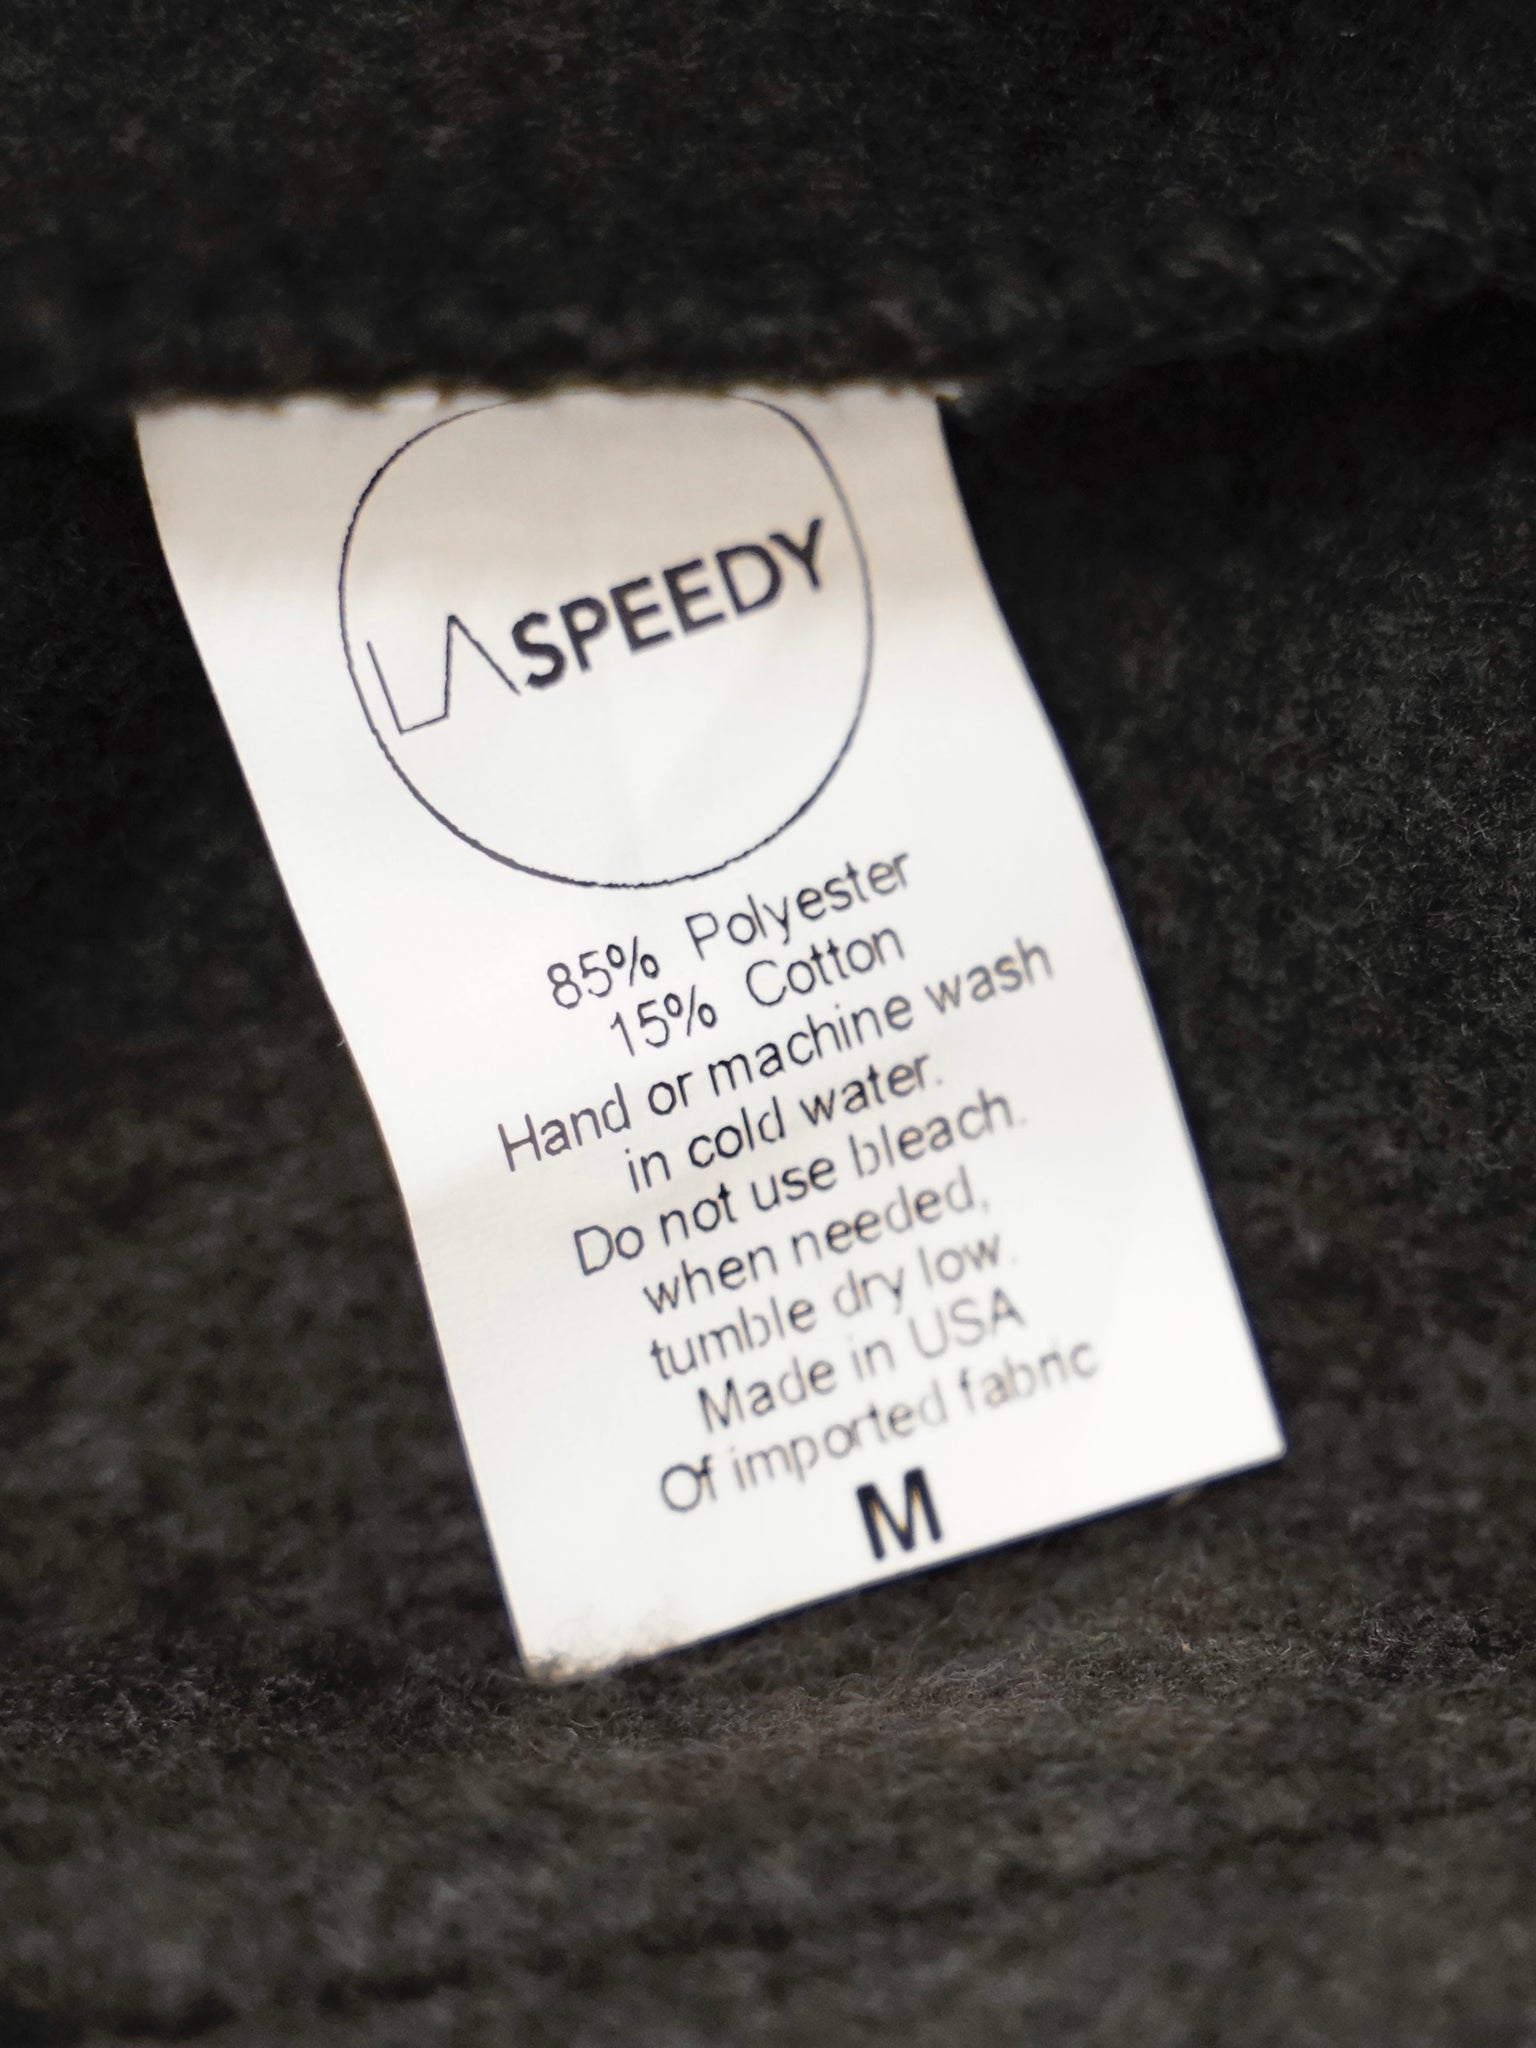 LASPEEDY
85% Polyester
15% Cotton
Hand or machine wash
in cold water.
Do not use bleach.
when needed,
tumble dry low.
Made in USA
Of imported fabric
M